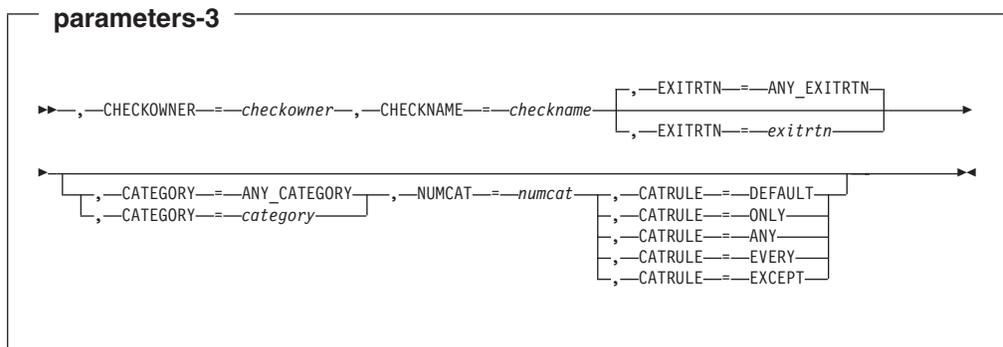 parameters-3
,EXITRTN=ANY_EXITRTN
,CHECKOWNER=checkowner,CHECKNAME=checkname
,EXITRTN=exitrtn
,CATEGORY=ANY_CATEGORY,NUMCAT=numcat,CATRULE=DEFAULT
,CATEGORY=category,CATRULE=ONLY
,CATRULE=ANY
,CATRULE=EVERY
,CATRULE=EXCEPT